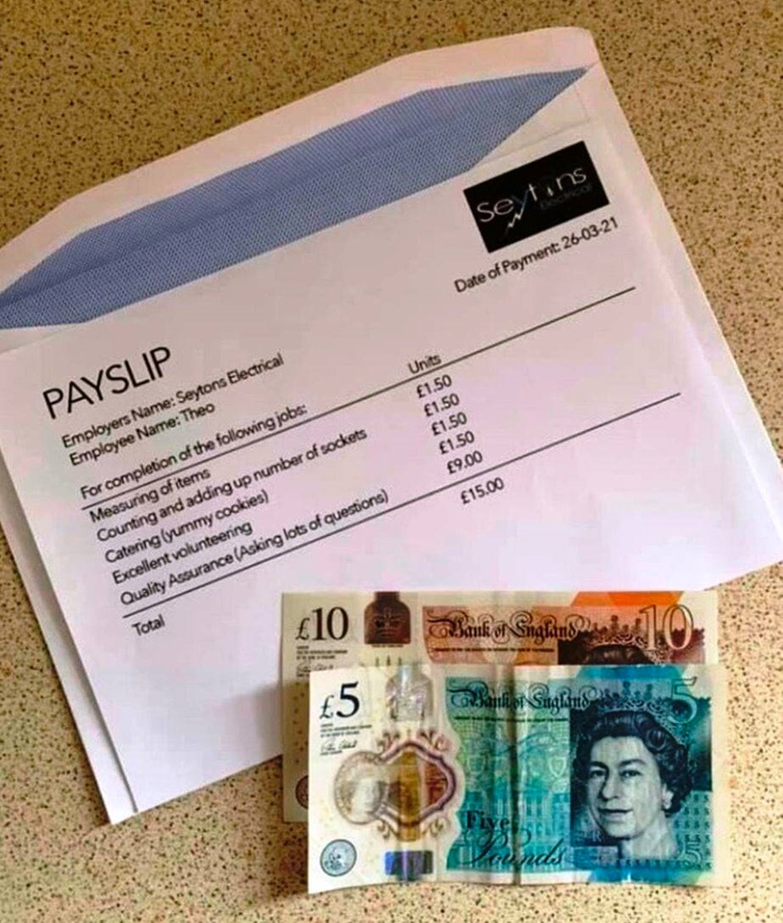 Seytons
Electrical
Date of Payment: 26-03-21
PAYSLIP
Employers Name: Seytons Electrical
Employee Name: Theo
For completion of the following jobs: Units
Measuring of items £1.50
Counting and adding up number of sockets £1.50
Catering (yummy cookies) £1.50
Excellent volunteering £1.50
Quality Assurance (Asking lots of questions) £9.00
Total £15.00
£10 Bank of England 10
£5 Bank of England 5
Five
Pounds
5